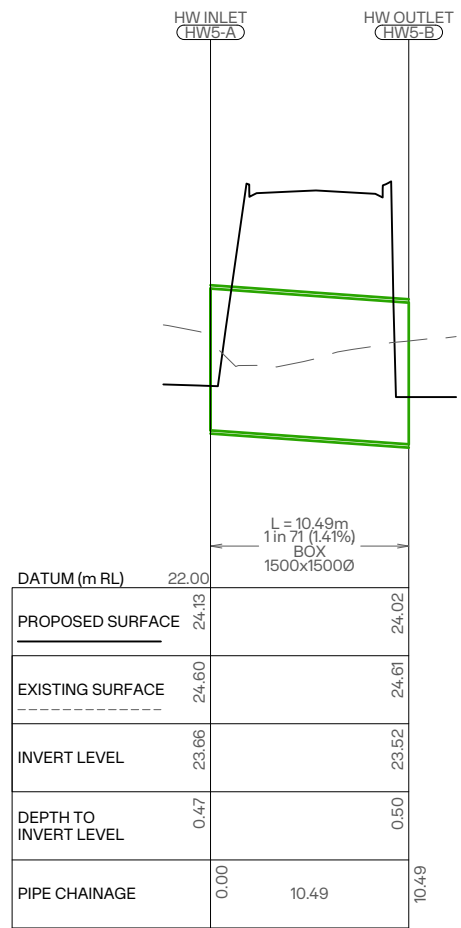 HW INLET
HW5-A
HW OUTLET
HW5-B
L = 10.49m
1 in 71 (1.41%)
BOX
1500x1500Ø
DATUM (m RL) 22.00
PROPOSED SURFACE 24.13 24.02
EXISTING SURFACE 24.60 24.61
INVERT LEVEL 23.66 23.52
DEPTH TO
INVERT LEVEL 0.47 0.50
PIPE CHAINAGE 0.00 10.49 10.49